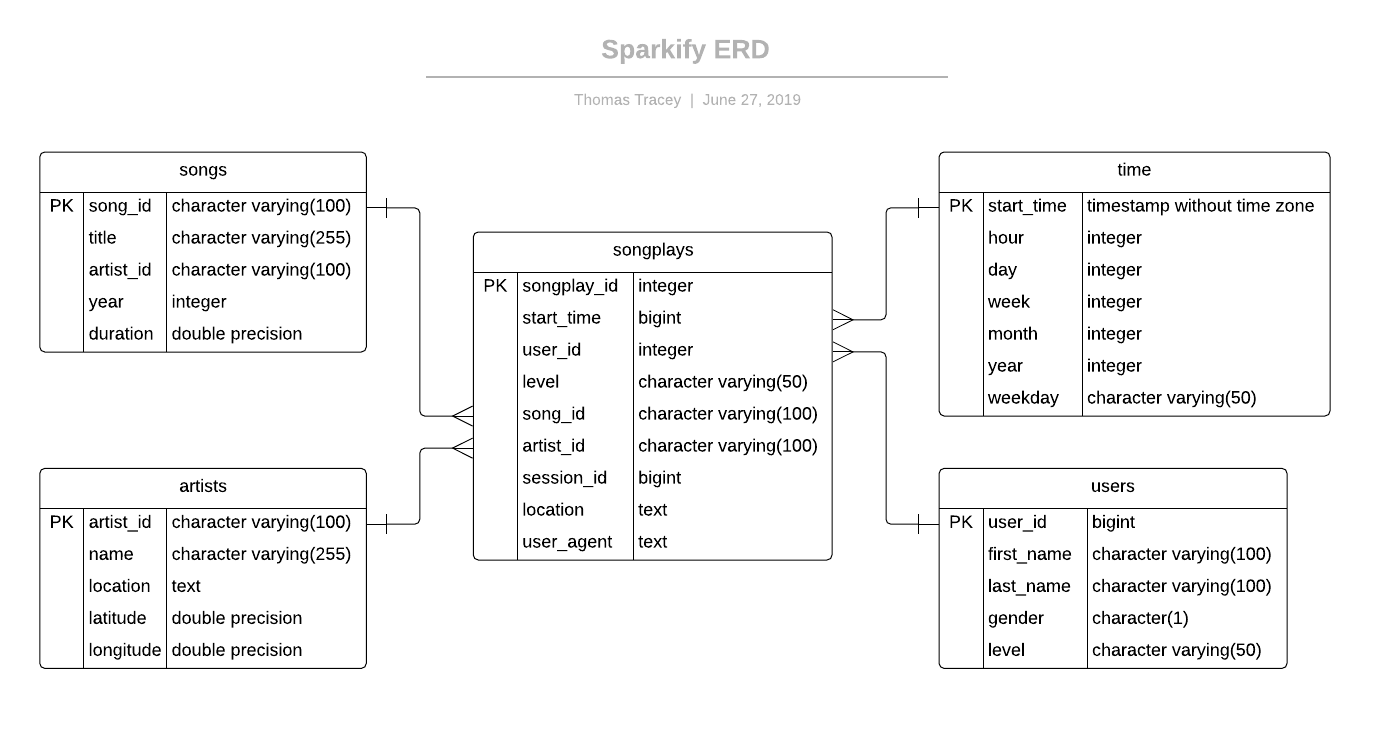 Sparkify ERD
Thomas Tracey | June 27, 2019
songs
PK song_id character varying(100)
title character varying(255)
artist_id character varying(100)
year integer
duration double precision
artists
PK artist_id character varying(100)
name character varying(255)
location text
latitude double precision
longitude double precision
songplays
PK songplay_id integer
start_time bigint
user_id integer
level character varying(50)
song_id character varying(100)
artist_id character varying(100)
session_id bigint
location text
user_agent text
time
PK start_time timestamp without time zone
hour integer
day integer
week integer
month integer
year integer
weekday character varying(50)
users
PK user_id bigint
first_name character varying(100)
last_name character varying(100)
gender character(1)
level character varying(50)